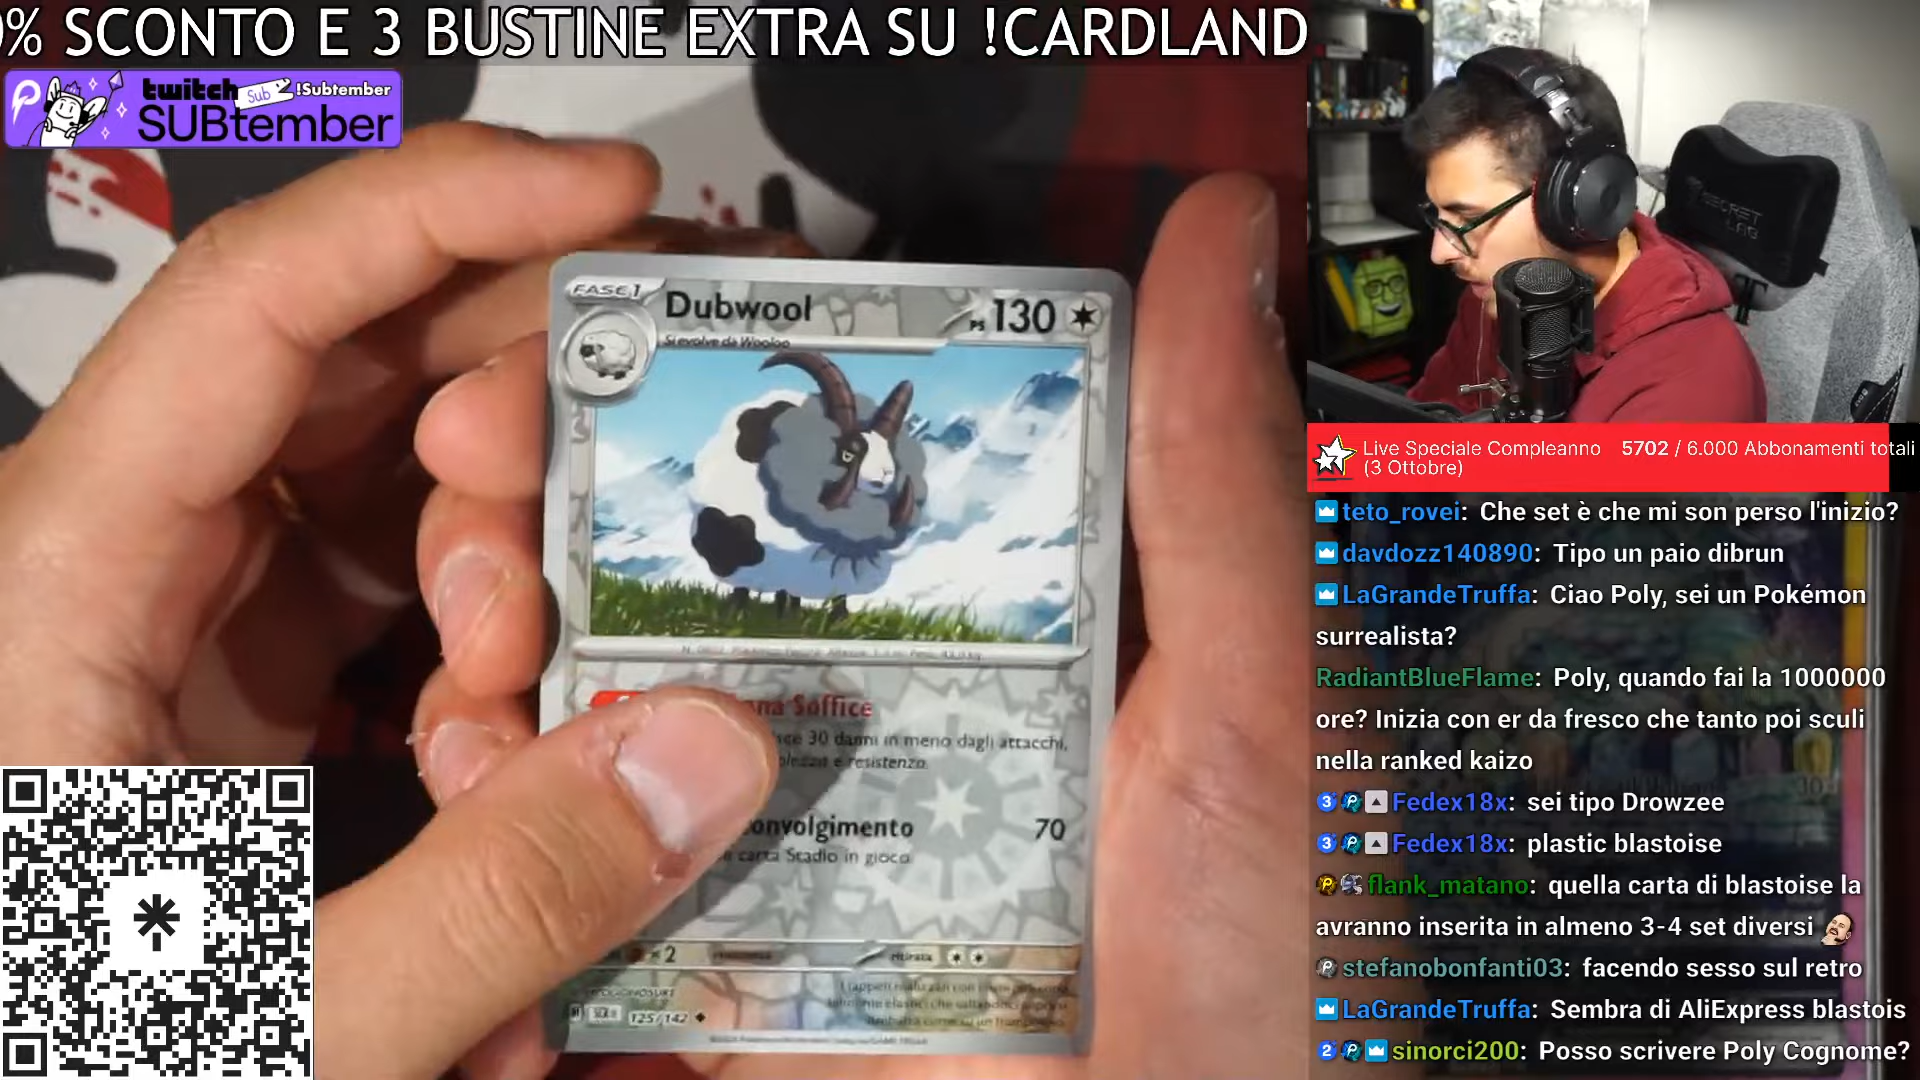 % SCONTO E 3 BUSTINE EXTRA SU !CARDLAND
twitch Sub !Subtember
SUBtember
FASE 1 Dubwool PS 130
Si evolve da Wooloo
Soffice
30 danni in meno dagli attacchi,
e resistenza.
70
carta Stadio in gioco.
×2
125/142
SECRET
LAB
Live Speciale Compleanno 5702 / 6.000 Abbonamenti totali
(3 Ottobre)
teto_rovei: Che set è che mi son perso l'inizio?
davdozz140890: Tipo un paio dibrun
LaGrandeTruffa: Ciao Poly, sei un Pokémon
surrealista?
RadiantBlueFlame: Poly, quando fai la 1000000
ore? Inizia con er da fresco che tanto poi sculi
nella ranked kaizo
Fedex18x: sei tipo Drowzee
Fedex18x: plastic blastoise
flank_matano: quella carta di blastoise la
avranno inserita in almeno 3-4 set diversi
stefanobonfanti03: facendo sesso sul retro
LaGrandeTruffa: Sembra di AliExpress blastois
sinorci200: Posso scrivere Poly Cognome?